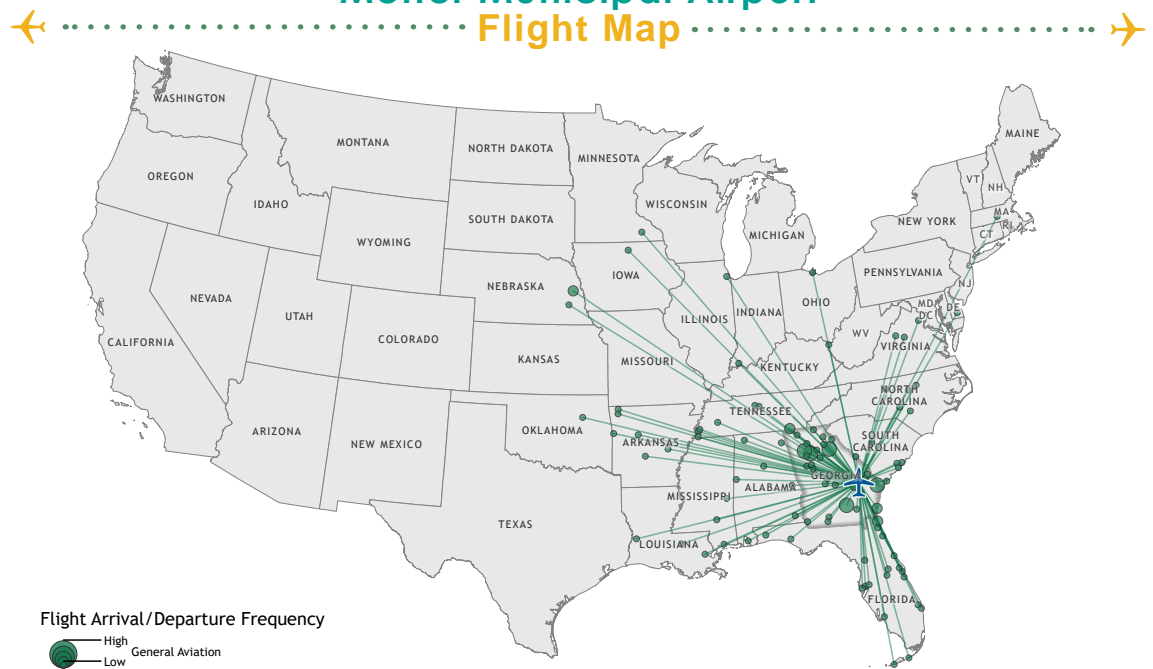 Metter Municipal Airport
Flight Map
WASHINGTON
MAINE
MONTANA
NORTH DAKOTA
MINNESOTA
OREGON
VT
NH
IDAHO
WISCONSIN
MA
SOUTH DAKOTA
NEW YORK
RI
CT
MICHIGAN
WYOMING
PENNSYLVANIA
IOWA
NEBRASKA
NJ
NEVADA
OHIO
MD
DE
INDIANA
UTAH
ILLINOIS
DC
WV
COLORADO
CALIFORNIA
VIRGINIA
KANSAS
MISSOURI
KENTUCKY
NORTH
CAROLINA
TENNESSEE
ARIZONA
OKLAHOMA
SOUTH
CAROLINA
NEW MEXICO
ARKANSAS
GEORGIA
ALABAMA
MISSISSIPPI
TEXAS
LOUISIANA
FLORIDA
Flight Arrival/Departure Frequency
High
General Aviation
Low